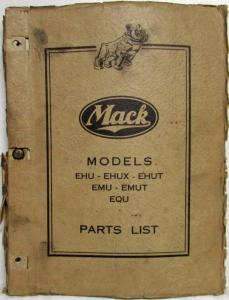 Mack
MODELS
EHU - EHUX - EHUT
EMU - EMUT
EQU
PARTS LIST